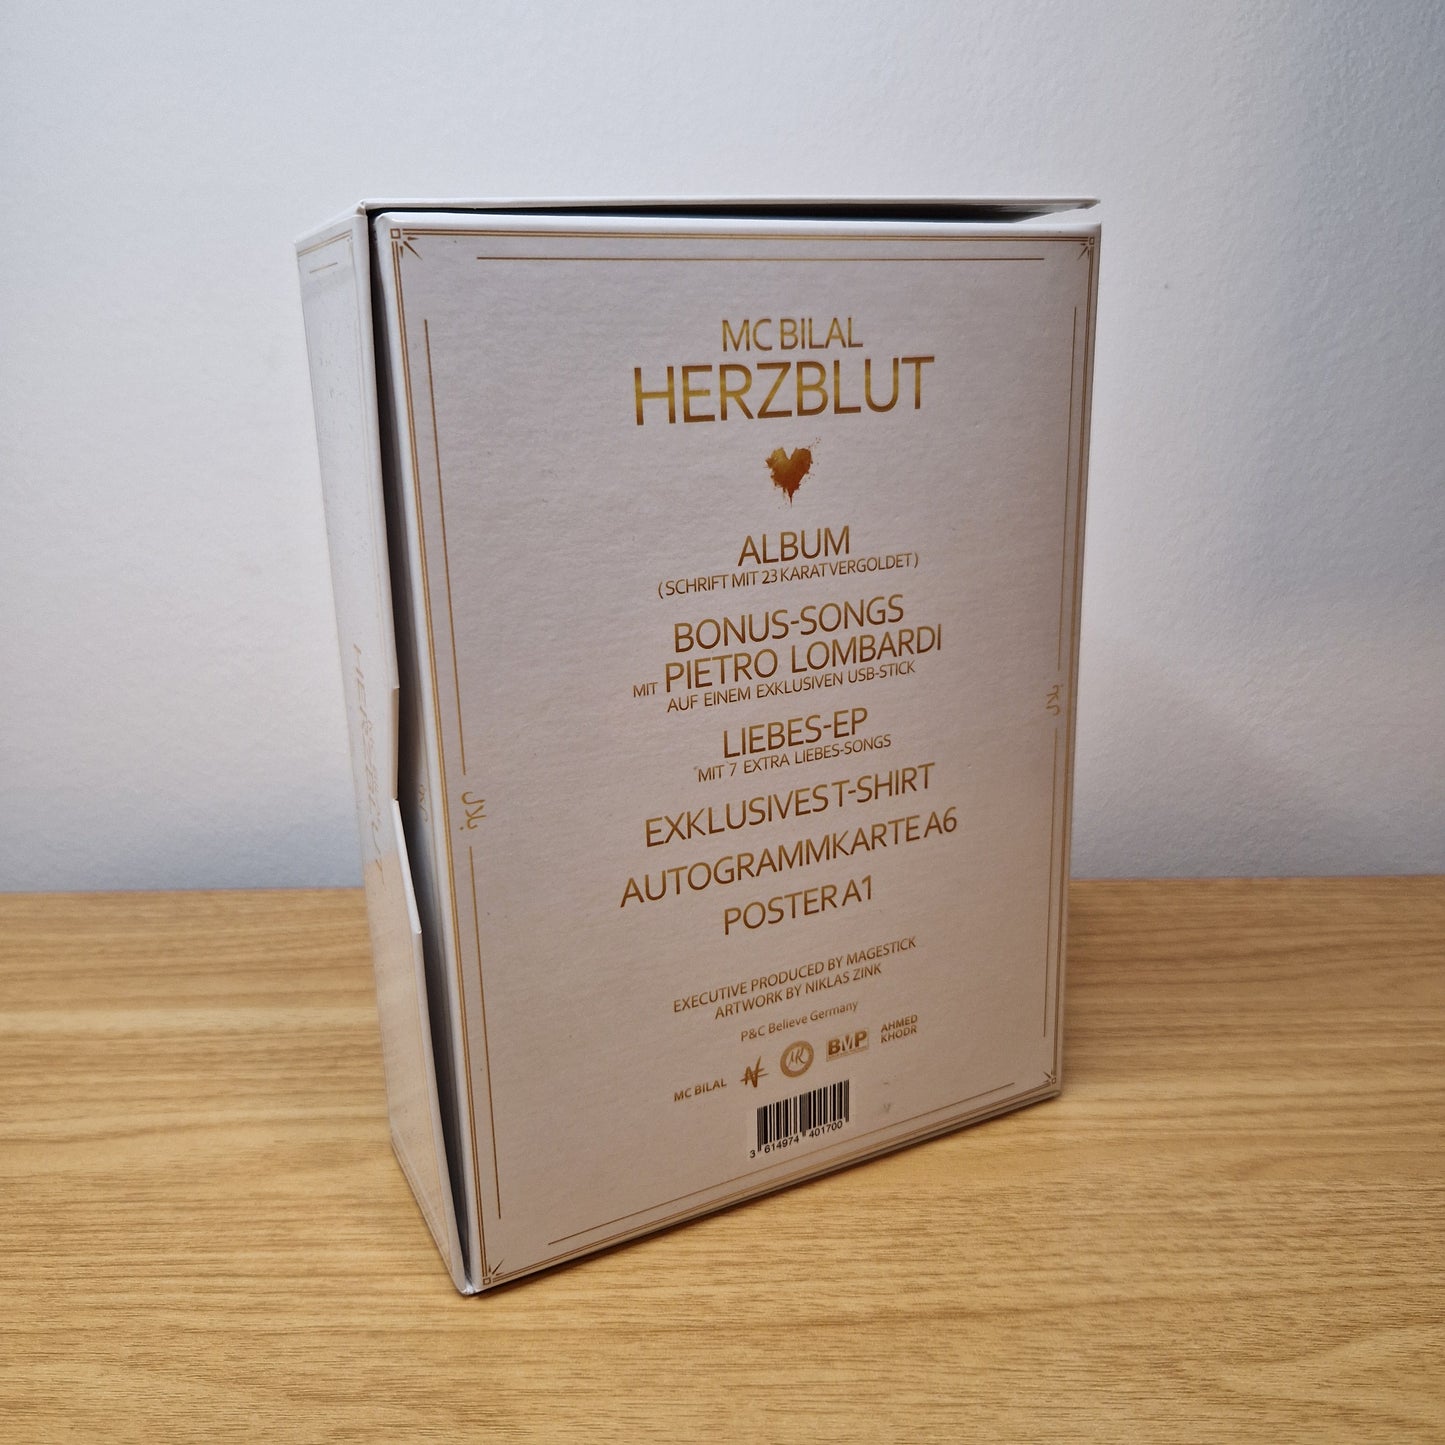 MC BILAL
HERZBLUT
ALBUM
(SCHRIFT MIT 23 KARAT VERGOLDET)
BONUS-SONGS
MIT PIETRO LOMBARDI
AUF EINEM EXKLUSIVEN USB-STICK
LIEBES-EP
MIT 7 EXTRA LIEBES-SONGS
EXKLUSIVES T-SHIRT
AUTOGRAMMKARTE A6
POSTER A1
EXECUTIVE PRODUCED BY MAGESTICK
ARTWORK BY NIKLAS ZINK
P&C Believe Germany
MC BILAL
BMP
AHMED
KHODR
3 614974 401700
HERZBLUT